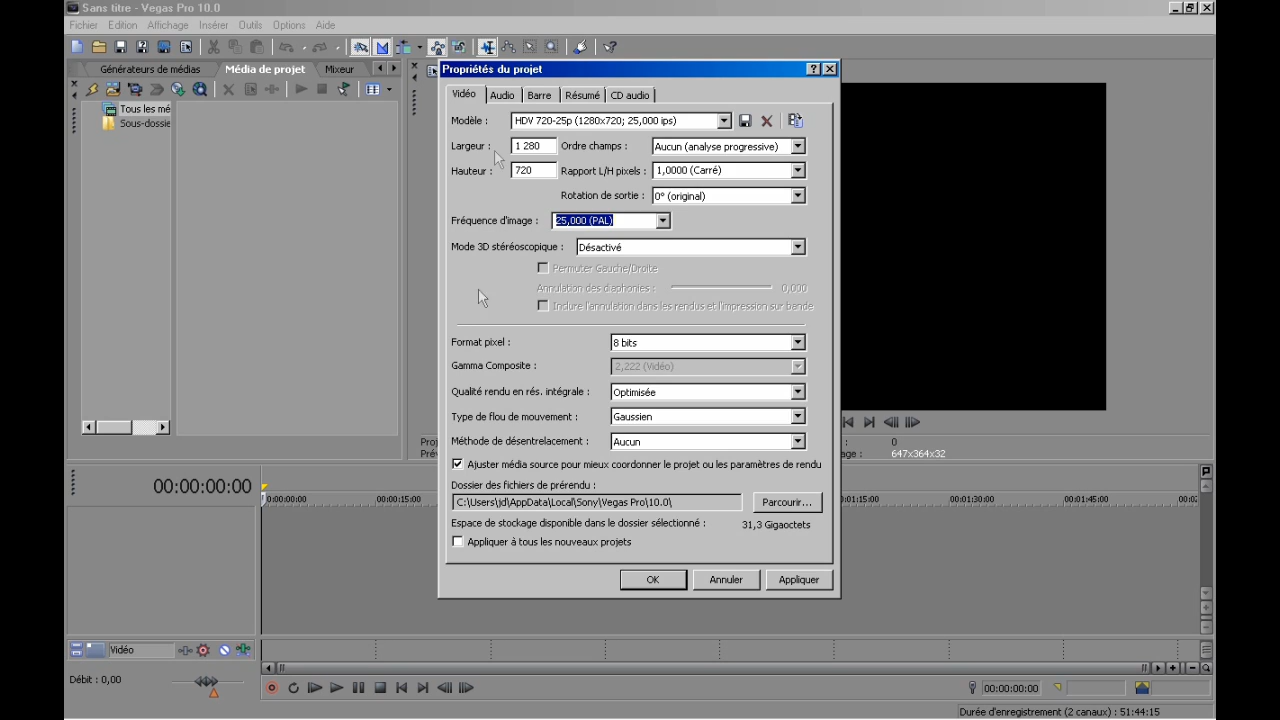 Sans titre - Vegas Pro 10.0
Fichier Edition Affichage Insérer Outils Options Aide
Générateurs de médias Média de projet Mixeur
Tous les mé
Sous-dossie
Propriétés du projet
Vidéo Audio Barre Résumé CD audio
Modèle : HDV 720-25p (1280x720; 25,000 ips)
Largeur : 1 280 Ordre champs : Aucun (analyse progressive)
Hauteur : 720 Rapport L/H pixels : 1,0000 (Carré)
Rotation de sortie : 0° (original)
Fréquence d'image : 25,000 (PAL)
Mode 3D stéréoscopique : Désactivé
Permuter Gauche/Droite
Annulation des diaphonies : 0,000
Inclure l'annulation dans les rendus et l'impression sur bande
Format pixel : 8 bits
Gamma Composite : 2,222 (Vidéo)
Qualité rendu en rés. intégrale : Optimisée
Type de flou de mouvement : Gaussien
Méthode de désentrelacement : Aucun
Ajuster média source pour mieux coordonner le projet ou les paramètres de rendu
Dossier des fichiers de prérendu :
C:\Users\jd\AppData\Local\Sony\Vegas Pro\10.0\ Parcourir...
Espace de stockage disponible dans le dossier sélectionné : 31,3 Gigaoctets
Appliquer à tous les nouveaux projets
OK Annuler Appliquer
Proj : 0
Prév age : 647x364x32
00:00:00:00
0:00:00:00 00:00:15:00 0:01:15:00 00:01:30:00 00:01:45:00 00:0
Vidéo
Débit : 0,00
00:00:00:00
Durée d'enregistrement (2 canaux) : 51:44:15